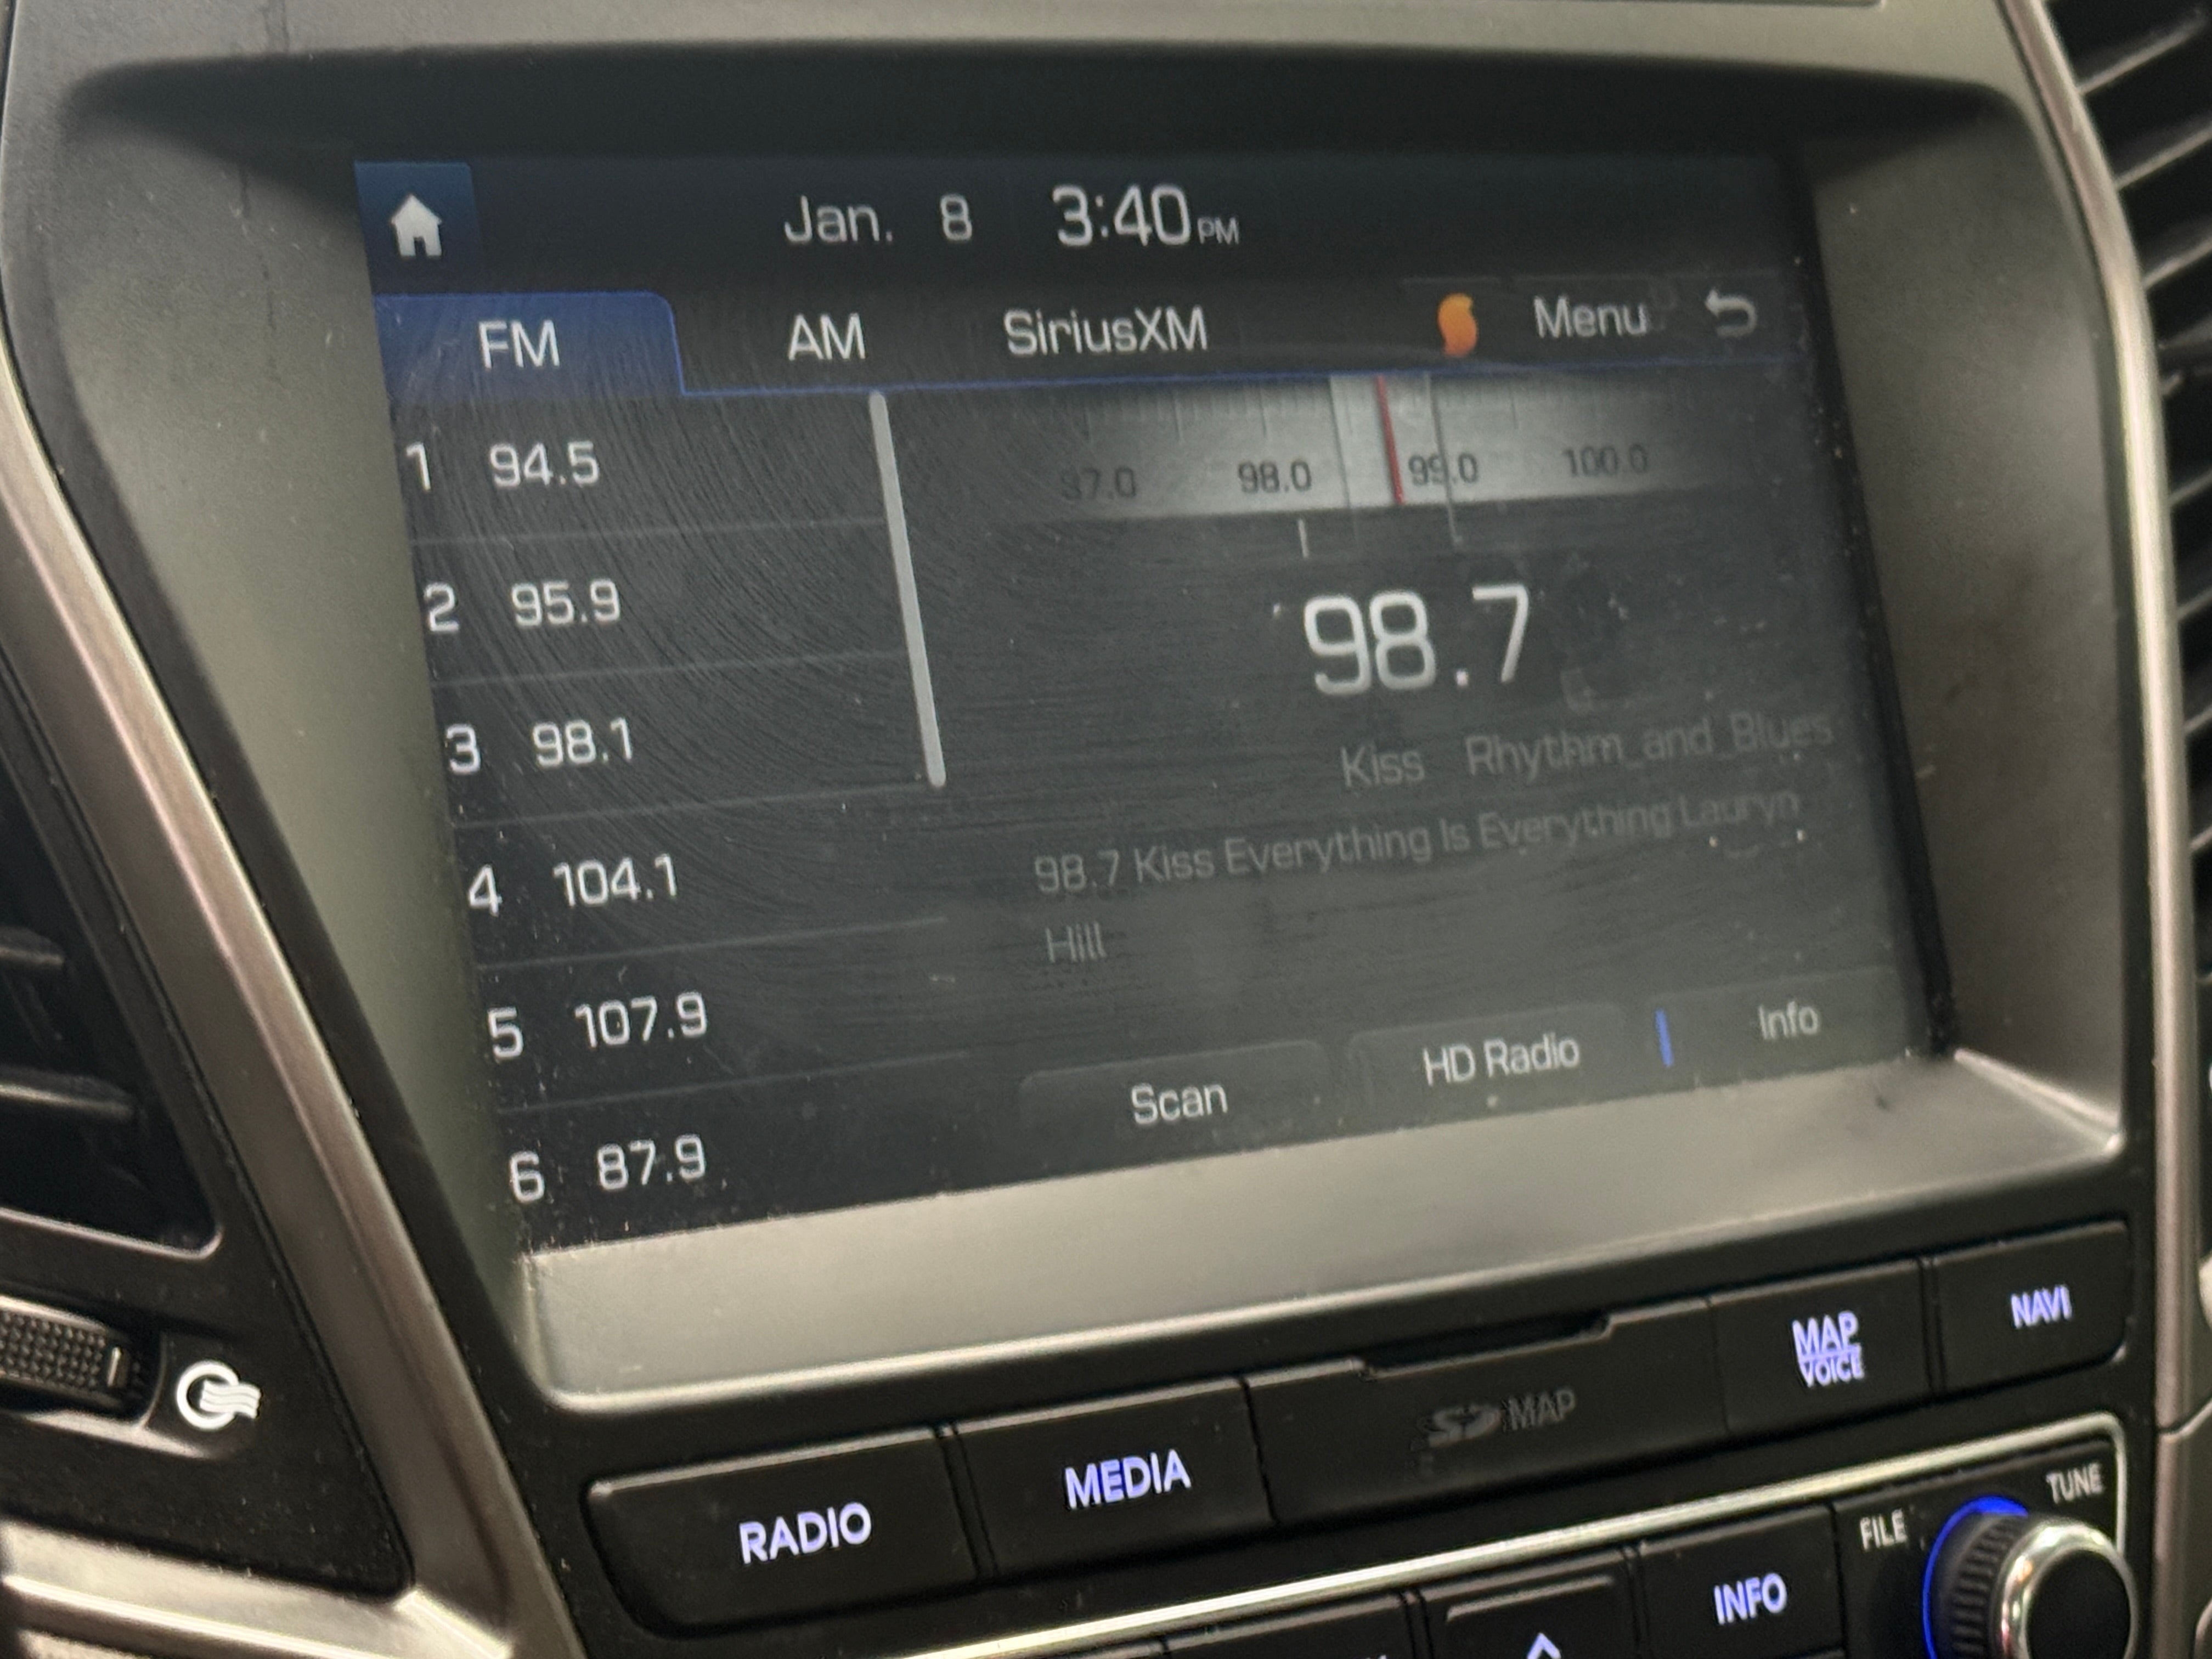 Jan. 8 3:40 PM
FM AM SiriusXM Menu
1 94.5
97.0 98.0 99.0 100.0
2 95.9
98.7
3 98.1
Kiss Rhythm_and_Blues
4 104.1
98.7 Kiss Everything Is Everything Lauryn
Hill
5 107.9
Scan HD Radio Info
6 87.9
RADIO MEDIA SD MAP MAP VOICE NAVI
FILE TUNE
INFO